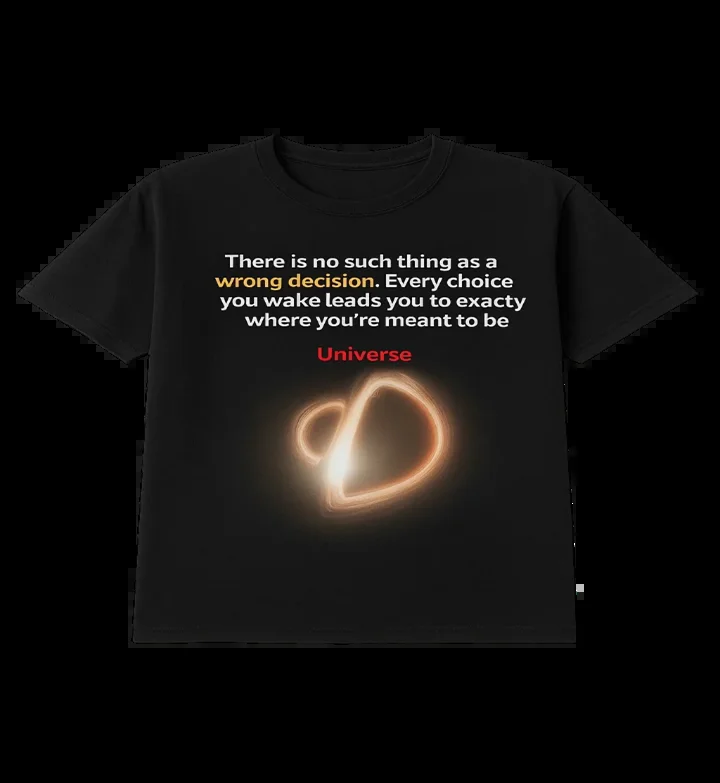 There is no such thing as a
wrong decision. Every choice
you wake leads you to exacty
where you're meant to be
Universe